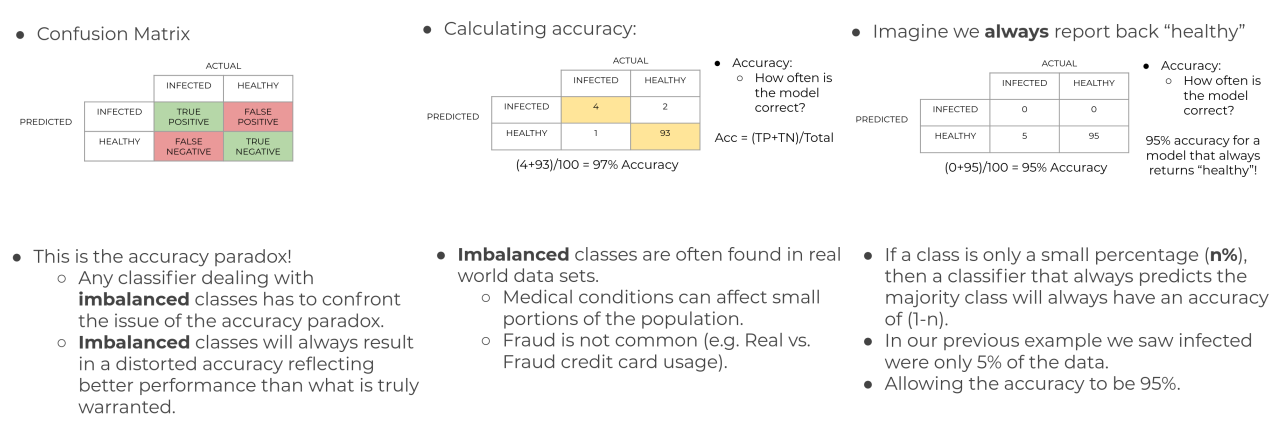 ● Confusion Matrix
ACTUAL
INFECTED HEALTHY
PREDICTED
INFECTED TRUE POSITIVE FALSE POSITIVE
HEALTHY FALSE NEGATIVE TRUE NEGATIVE
● Calculating accuracy:
ACTUAL
INFECTED HEALTHY
PREDICTED
INFECTED 4 2
HEALTHY 1 93
(4+93)/100 = 97% Accuracy
● Accuracy:
○ How often is
the model
correct?
Acc = (TP+TN)/Total
● Imagine we always report back “healthy”
ACTUAL
INFECTED HEALTHY
PREDICTED
INFECTED 0 0
HEALTHY 5 95
(0+95)/100 = 95% Accuracy
● Accuracy:
○ How often is
the model
correct?
95% accuracy for a
model that always
returns “healthy”!
● This is the accuracy paradox!
○ Any classifier dealing with
imbalanced classes has to confront
the issue of the accuracy paradox.
○ Imbalanced classes will always result
in a distorted accuracy reflecting
better performance than what is truly
warranted.
● Imbalanced classes are often found in real
world data sets.
○ Medical conditions can affect small
portions of the population.
○ Fraud is not common (e.g. Real vs.
Fraud credit card usage).
● If a class is only a small percentage (n%),
then a classifier that always predicts the
majority class will always have an accuracy
of (1-n).
● In our previous example we saw infected
were only 5% of the data.
● Allowing the accuracy to be 95%.